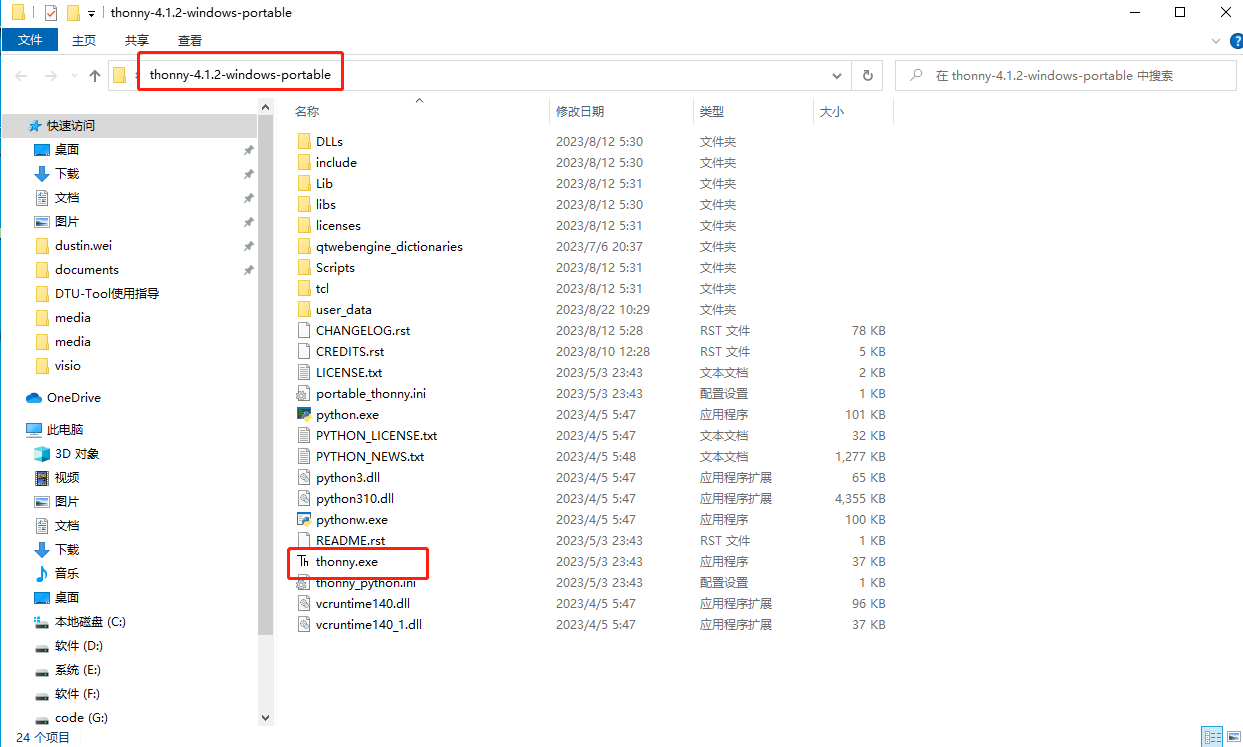 thonny-4.1.2-windows-portable
文件 主页 共享 查看
thonny-4.1.2-windows-portable 在 thonny-4.1.2-windows-portable 中搜索
快速访问
桌面
下载
文档
图片
dustin.wei
documents
DTU-Tool使用指导
media
media
visio
OneDrive
此电脑
3D 对象
视频
图片
文档
下载
音乐
桌面
本地磁盘 (C:)
软件 (D:)
系统 (E:)
软件 (F:)
code (G:)
名称 修改日期 类型 大小
DLLs 2023/8/12 5:30 文件夹
include 2023/8/12 5:30 文件夹
Lib 2023/8/12 5:31 文件夹
libs 2023/8/12 5:30 文件夹
licenses 2023/8/12 5:31 文件夹
qtwebengine_dictionaries 2023/7/6 20:37 文件夹
Scripts 2023/8/12 5:31 文件夹
tcl 2023/8/12 5:31 文件夹
user_data 2023/8/22 10:29 文件夹
CHANGELOG.rst 2023/8/12 5:28 RST 文件 78 KB
CREDITS.rst 2023/8/10 12:28 RST 文件 5 KB
LICENSE.txt 2023/5/3 23:43 文本文档 2 KB
portable_thonny.ini 2023/5/3 23:43 配置设置 1 KB
python.exe 2023/4/5 5:47 应用程序 101 KB
PYTHON_LICENSE.txt 2023/4/5 5:47 文本文档 32 KB
PYTHON_NEWS.txt 2023/4/5 5:48 文本文档 1,277 KB
python3.dll 2023/4/5 5:47 应用程序扩展 65 KB
python310.dll 2023/4/5 5:47 应用程序扩展 4,355 KB
pythonw.exe 2023/4/5 5:47 应用程序 100 KB
README.rst 2023/5/3 23:43 RST 文件 1 KB
Th thonny.exe 2023/5/3 23:43 应用程序 37 KB
thonny_python.ini 2023/5/3 23:43 配置设置 1 KB
vcruntime140.dll 2023/4/5 5:47 应用程序扩展 96 KB
vcruntime140_1.dll 2023/4/5 5:47 应用程序扩展 37 KB
24 个项目